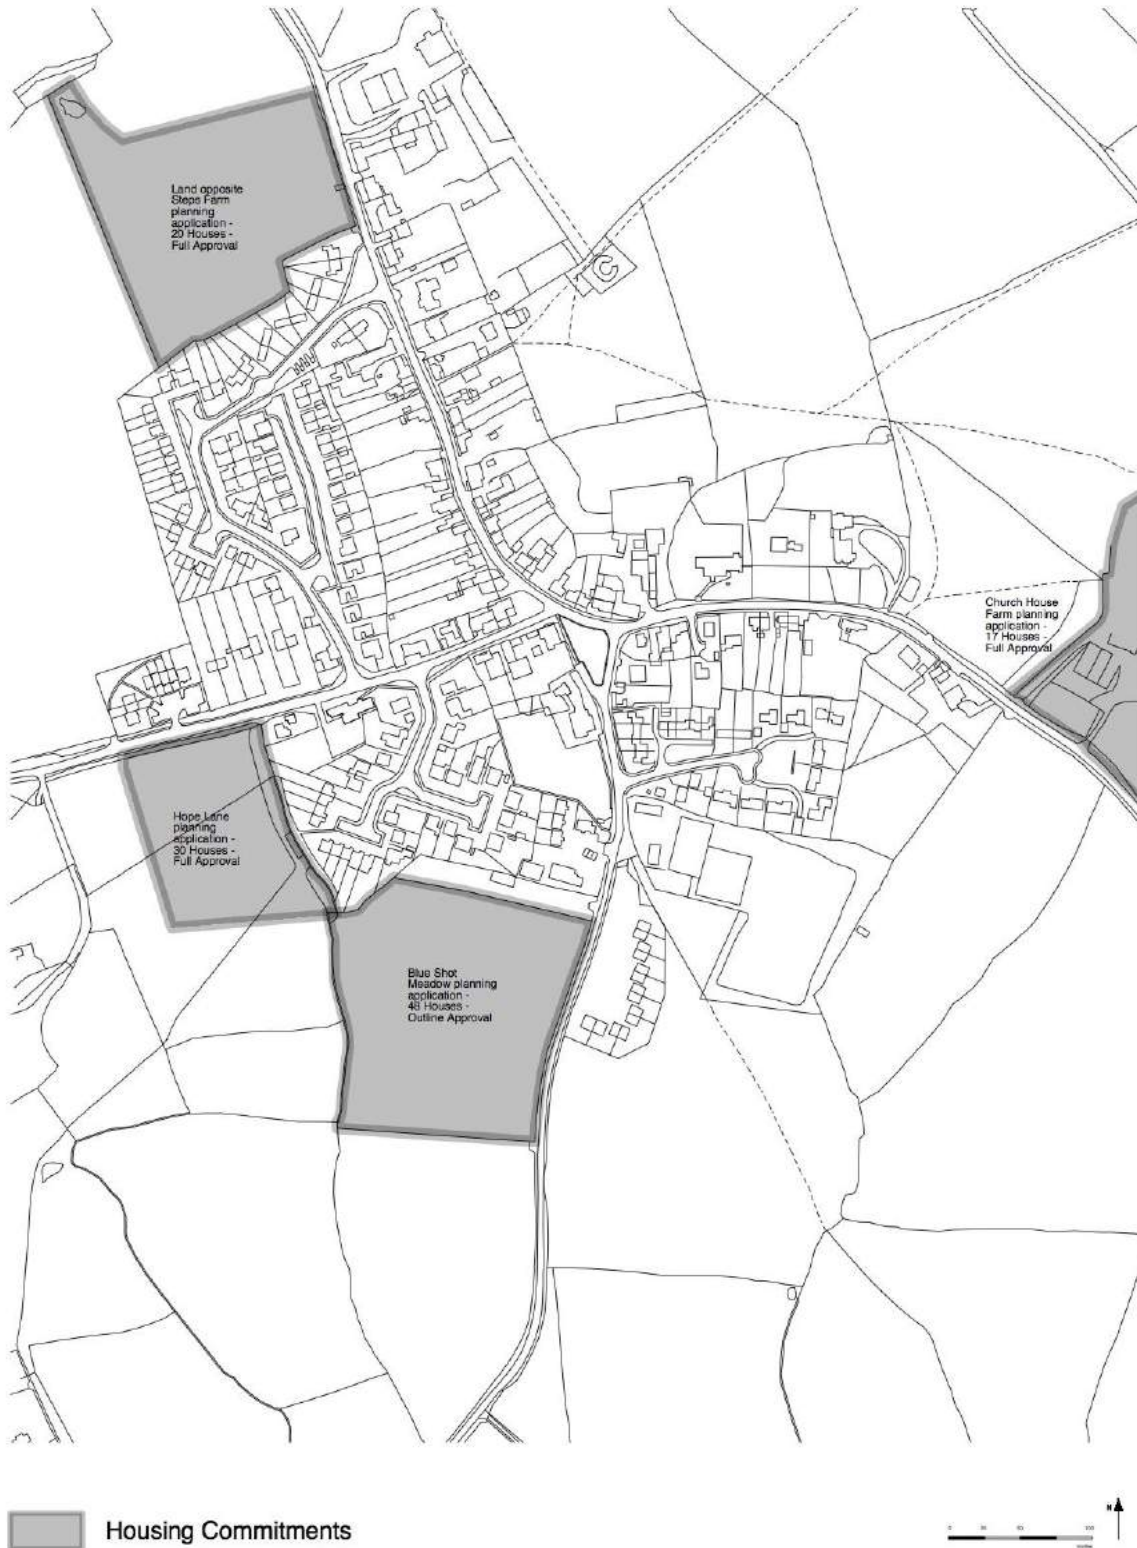 Land opposite
Steps Farm
planning
application -
20 Houses -
Full Approval
Church House
Farm planning
application -
17 Houses -
Full Approval
Hope Lane
planning
application -
30 Houses -
Full Approval
Blue Shot
Meadow planning
application -
48 Houses -
Outline Approval
Housing Commitments
N